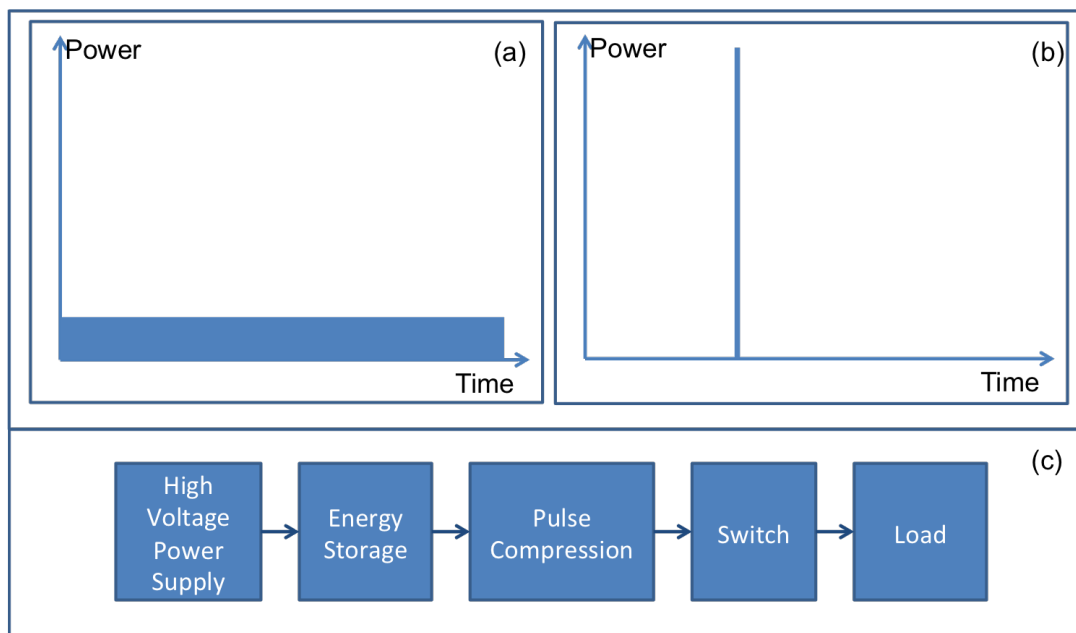 Power
(a)
Time
Power
(b)
Time
(c)
High
Voltage
Power
Supply
Energy
Storage
Pulse
Compression
Switch
Load